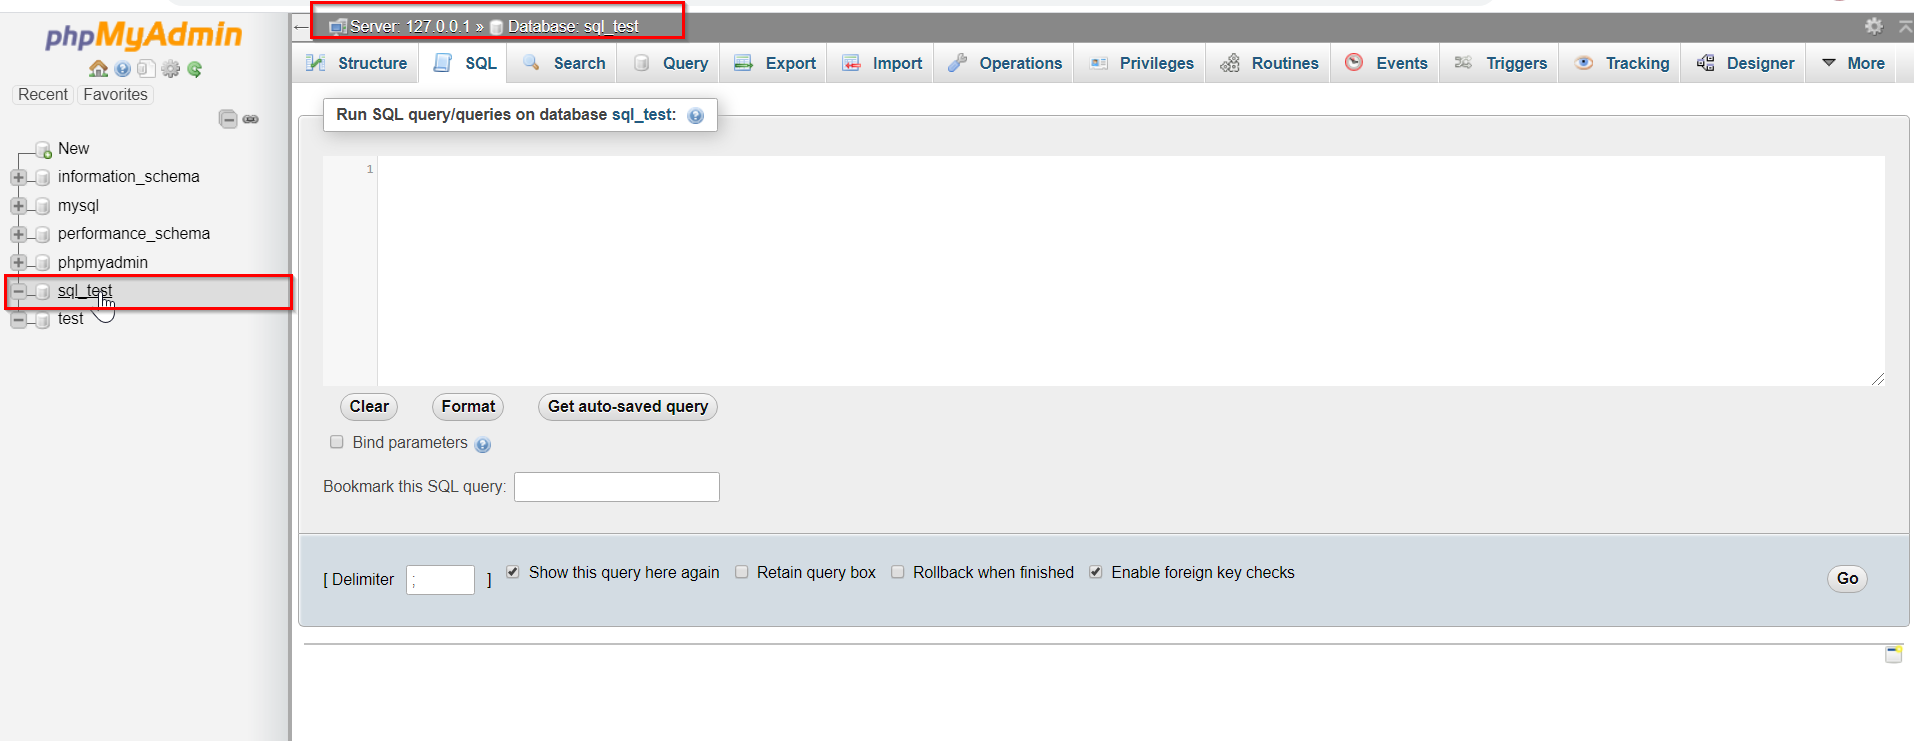 phpMyAdmin
Recent Favorites
New
information_schema
mysql
performance_schema
phpmyadmin
sql_test
test
Server: 127.0.0.1 » Database: sql_test
Structure SQL Search Query Export Import Operations Privileges Routines Events Triggers Tracking Designer More
Run SQL query/queries on database sql_test:
1
Clear Format Get auto-saved query
Bind parameters
Bookmark this SQL query:
[ Delimiter ; ] Show this query here again Retain query box Rollback when finished Enable foreign key checks Go